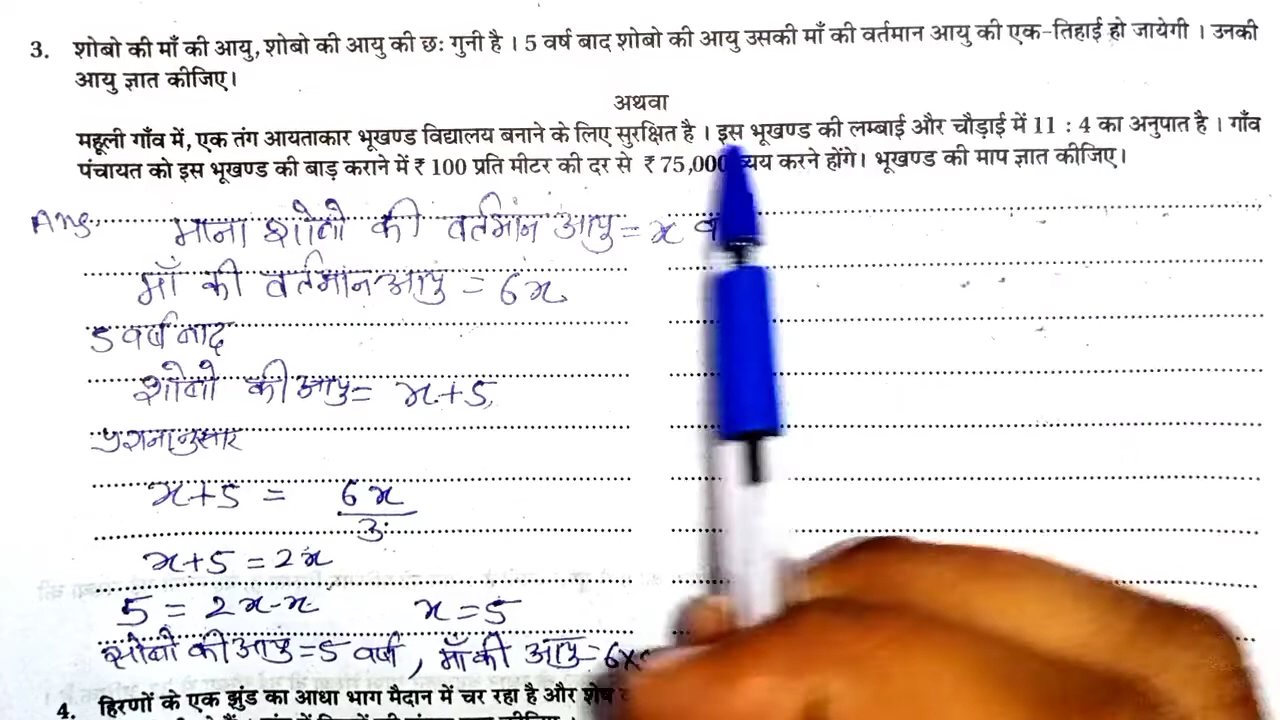 3. शोबो की माँ की आयु, शोबो की आयु की छः गुनी है । 5 वर्ष बाद शोबो की आयु उसकी माँ की वर्तमान आयु की एक-तिहाई हो जायेगी । उनकी
आयु ज्ञात कीजिए।
अथवा
महूली गाँव में, एक तंग आयताकार भूखण्ड विद्यालय बनाने के लिए सुरक्षित है । इस भूखण्ड की लम्बाई और चौड़ाई में 11 : 4 का अनुपात है । गाँव
पंचायत को इस भूखण्ड की बाड़ कराने में ₹ 100 प्रति मीटर की दर से ₹ 75,000 व्यय करने होंगे। भूखण्ड की माप ज्ञात कीजिए।
Ans. माना शोबो की वर्तमान आयु = x व
माँ की वर्तमान आयु = 6x
5 वर्ष बाद
शोबो की आयु = x+5
प्रश्नानुसार
x+5 = 6x/3
x+5 = 2x
5 = 2x-x x=5
सोबो की आयु = 5 वर्ष, माँ की आयु = 6×
4. हिरणों के एक झुंड का आधा भाग मैदान में चर रहा है और शेष